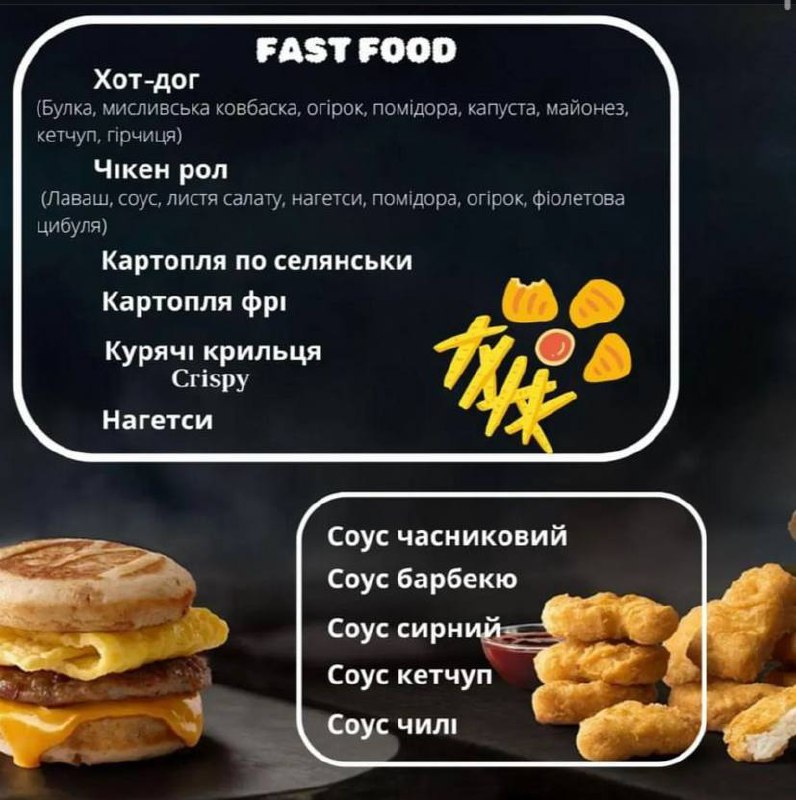 FAST FOOD
Хот-дог
(Булка, мисливська ковбаска, огірок, помідора, капуста, майонез,
кетчуп, гірчиця)
Чікен рол
(Лаваш, соус, листя салату, нагетси, помідора, огірок, фіолетова
цибуля)
Картопля по селянськи
Картопля фрі
Курячі крильця
Crispy
Нагетси
Соус часниковий
Соус барбекю
Соус сирний
Соус кетчуп
Соус чилі